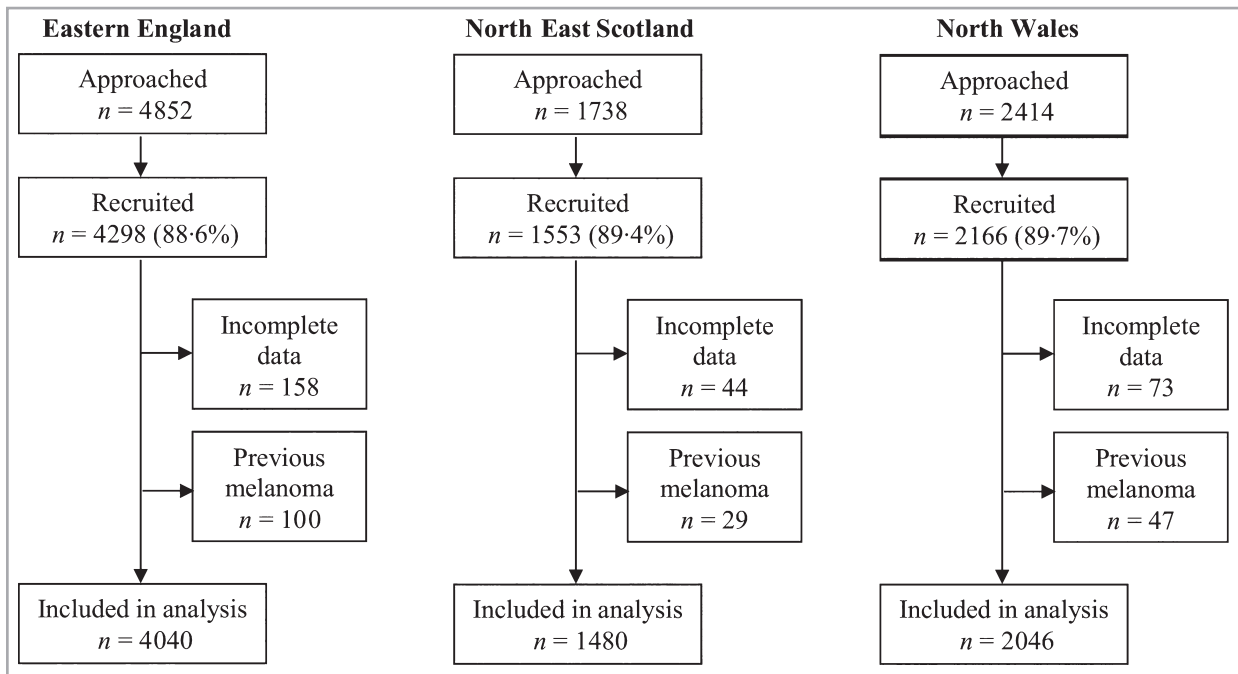 Eastern England
Approached
n = 4852
Recruited
n = 4298 (88·6%)
Incomplete
data
n = 158
Previous
melanoma
n = 100
Included in analysis
n = 4040
North East Scotland
Approached
n = 1738
Recruited
n = 1553 (89·4%)
Incomplete
data
n = 44
Previous
melanoma
n = 29
Included in analysis
n = 1480
North Wales
Approached
n = 2414
Recruited
n = 2166 (89·7%)
Incomplete
data
n = 73
Previous
melanoma
n = 47
Included in analysis
n = 2046